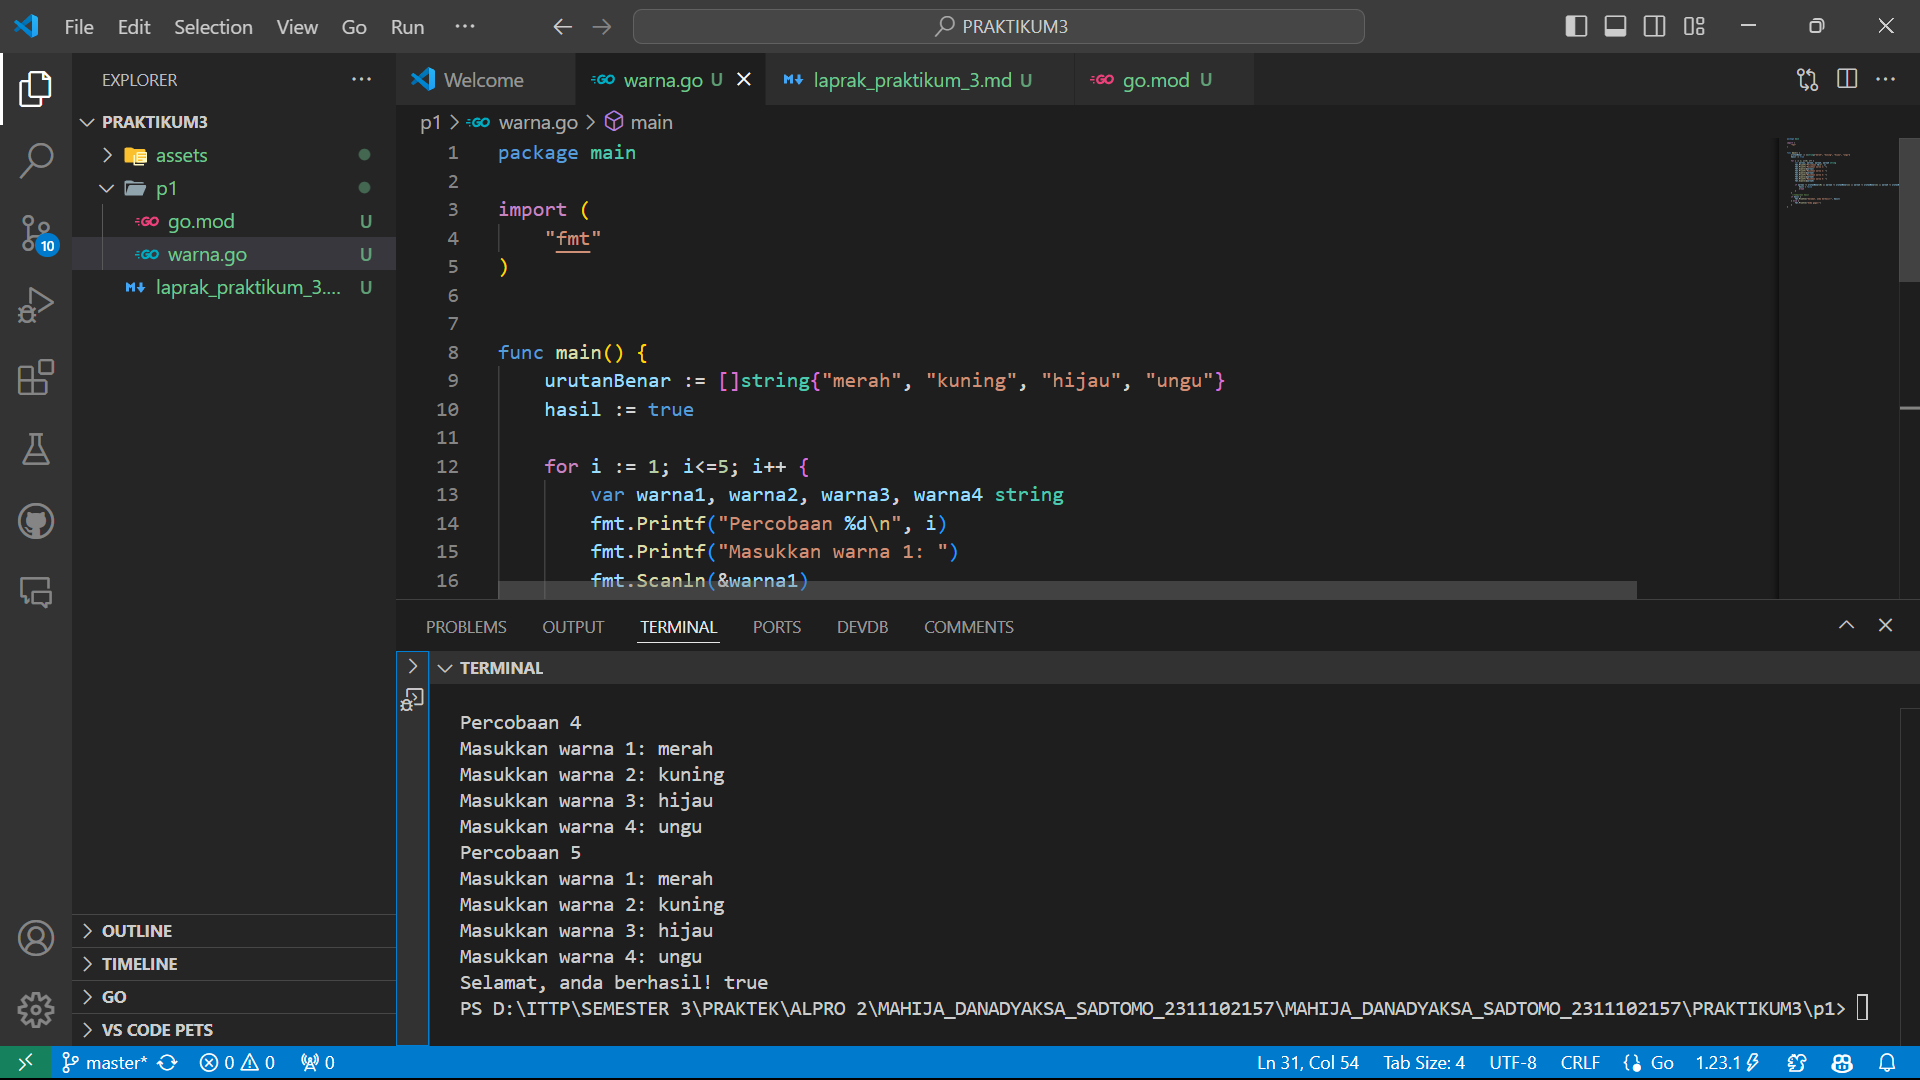 File Edit Selection View Go Run ··· PRAKTIKUM3
EXPLORER ···
PRAKTIKUM3
assets
p1
go.mod U
warna.go U
laprak_praktikum_3.... U
OUTLINE
TIMELINE
GO
VS CODE PETS
10
Welcome warna.go U laprak_praktikum_3.md U go.mod U
p1 > warna.go > main
1 package main
2
3 import (
4 "fmt"
5 )
6
7
8 func main() {
9 urutanBenar := []string{"merah", "kuning", "hijau", "ungu"}
10 hasil := true
11
12 for i := 1; i<=5; i++ {
13 var warna1, warna2, warna3, warna4 string
14 fmt.Printf("Percobaan %d\n", i)
15 fmt.Printf("Masukkan warna 1: ")
16 fmt.Scanln(&warna1)
PROBLEMS OUTPUT TERMINAL PORTS DEVDB COMMENTS
TERMINAL
Percobaan 4
Masukkan warna 1: merah
Masukkan warna 2: kuning
Masukkan warna 3: hijau
Masukkan warna 4: ungu
Percobaan 5
Masukkan warna 1: merah
Masukkan warna 2: kuning
Masukkan warna 3: hijau
Masukkan warna 4: ungu
Selamat, anda berhasil! true
PS D:\ITTP\SEMESTER 3\PRAKTEK\ALPRO 2\MAHIJA_DANADYAKSA_SADTOMO_2311102157\MAHIJA_DANADYAKSA_SADTOMO_2311102157\PRAKTIKUM3\p1>
master* 0 0 0 Ln 31, Col 54 Tab Size: 4 UTF-8 CRLF {} Go 1.23.1